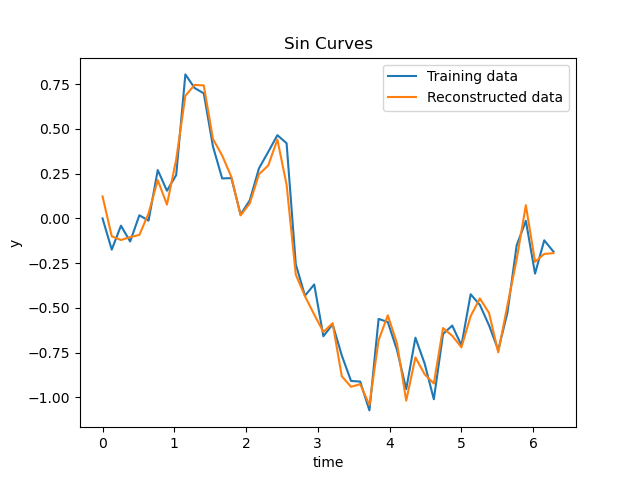 Sin Curves
Training data
Reconstructed data
0.75
0.50
0.25
0.00
−0.25
−0.50
−0.75
−1.00
y
0 1 2 3 4 5 6
time